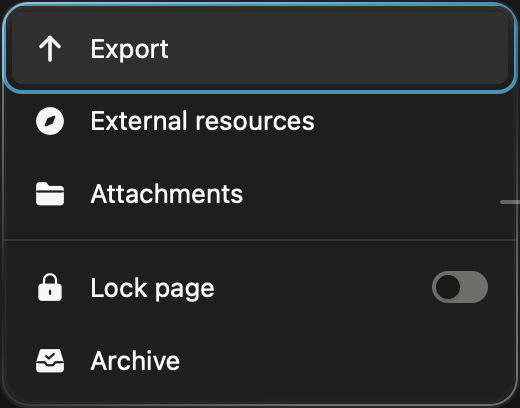 Export
External resources
Attachments
Lock page
Archive